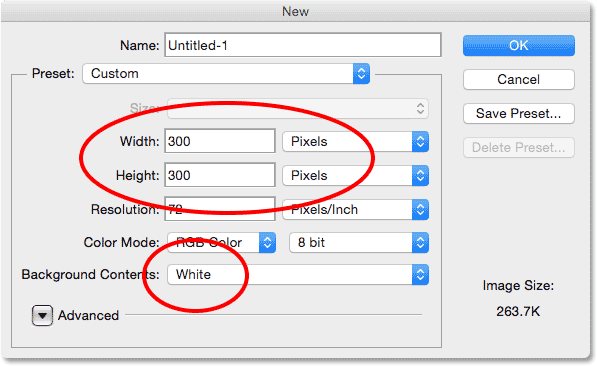 New
Name: Untitled-1
OK
Preset: Custom
Cancel
Size:
Save Preset...
Width: 300 Pixels
Height: 300 Pixels
Delete Preset...
Resolution: 72 Pixels/Inch
Color Mode: RGB Color 8 bit
Background Contents: White
Image Size:
263.7K
Advanced